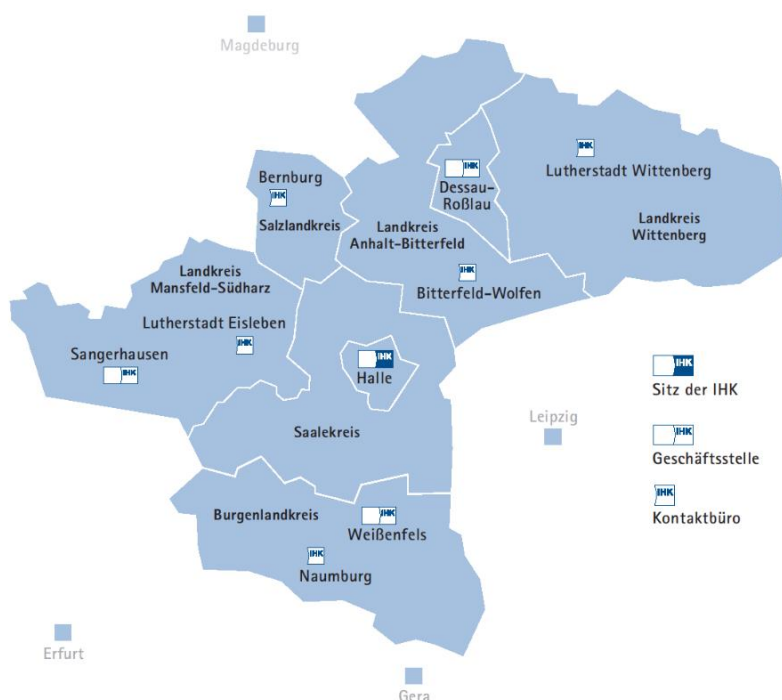 Magdeburg
Bernburg
IHK
Salzlandkreis
IHK
Dessau-
Roßlau
IHK
Lutherstadt Wittenberg
Landkreis
Wittenberg
Landkreis
Anhalt-Bitterfeld
IHK
Bitterfeld-Wolfen
Landkreis
Mansfeld-Südharz
Lutherstadt Eisleben
IHK
Sangerhausen
IHK
IHK
Halle
Saalekreis
Leipzig
Burgenlandkreis
IHK
Weißenfels
IHK
Naumburg
Erfurt
Gera
IHK
Sitz der IHK
IHK
Geschäftsstelle
IHK
Kontaktbüro